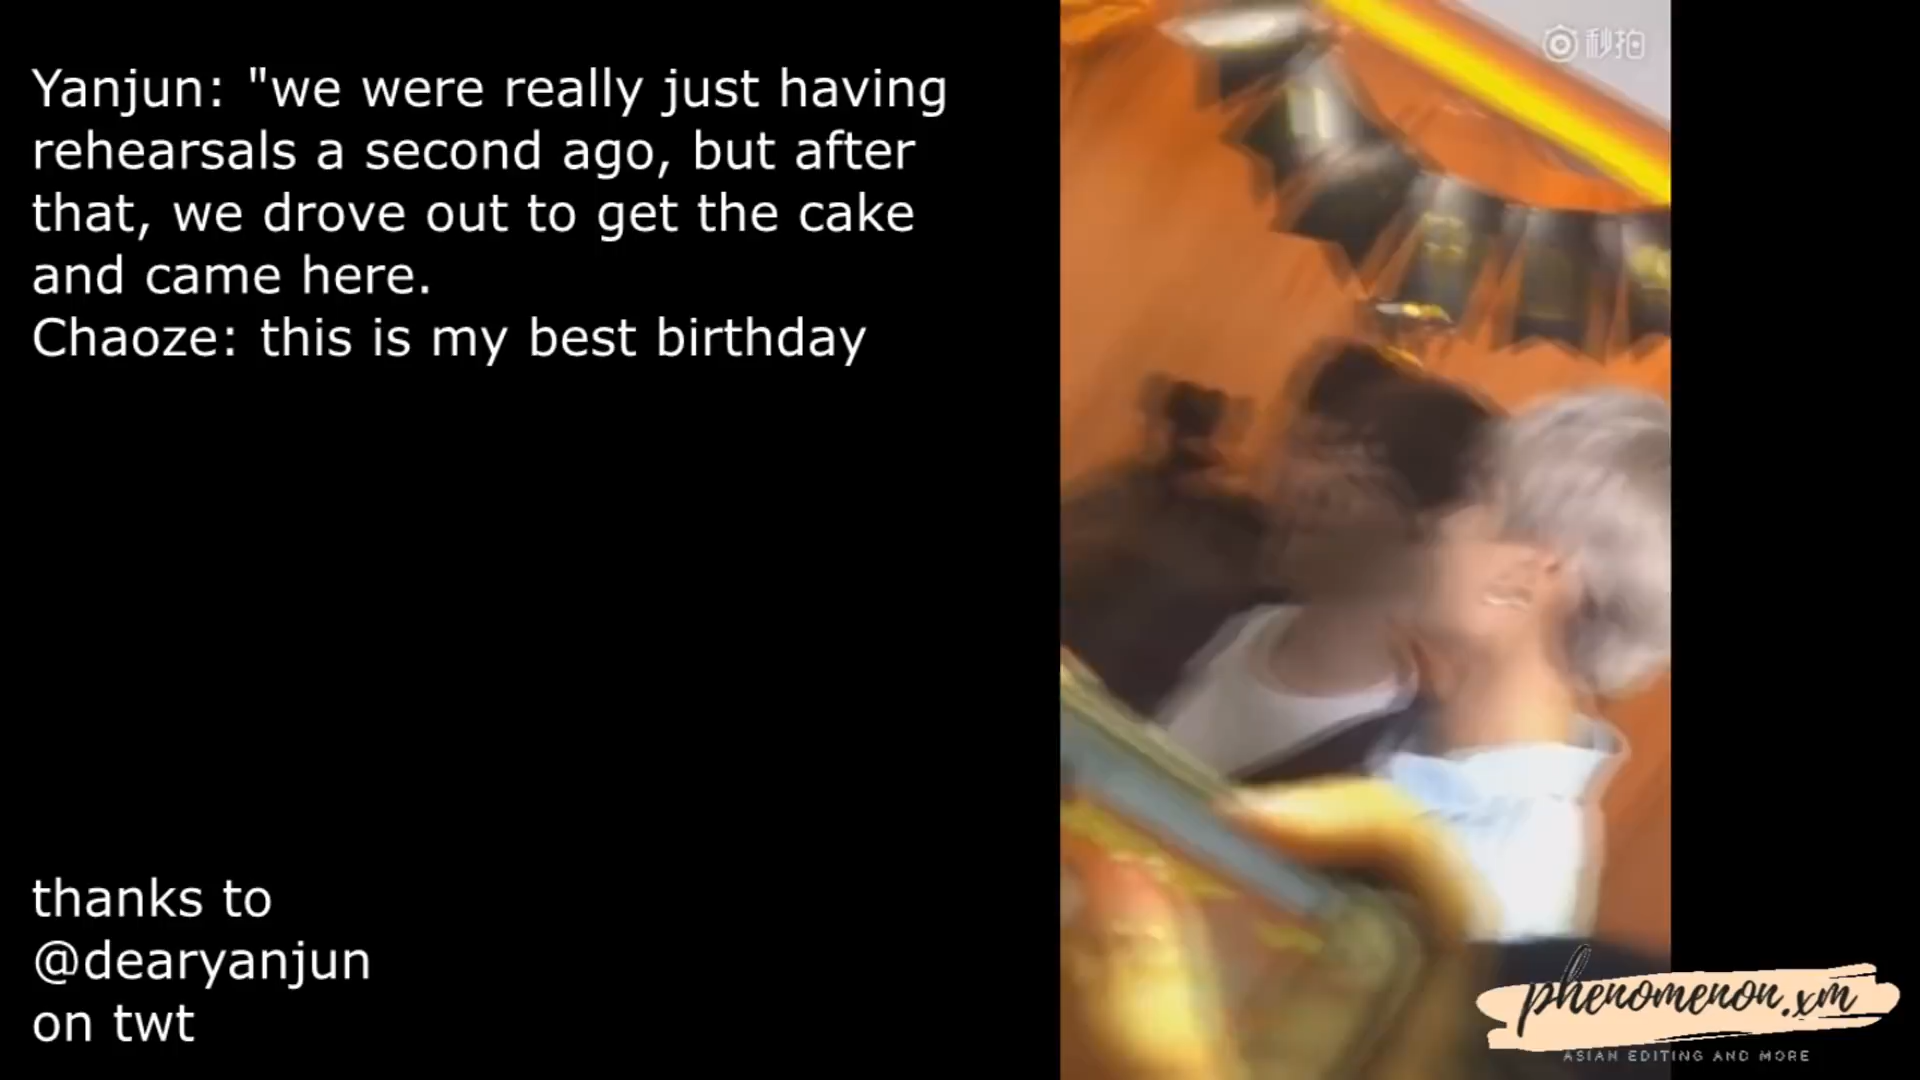 Yanjun: "we were really just having
rehearsals a second ago, but after
that, we drove out to get the cake
and came here.
Chaoze: this is my best birthday
秒拍
thanks to
@dearyanjun
on twt
phenomenon.xm
ASIAN EDITING AND MORE